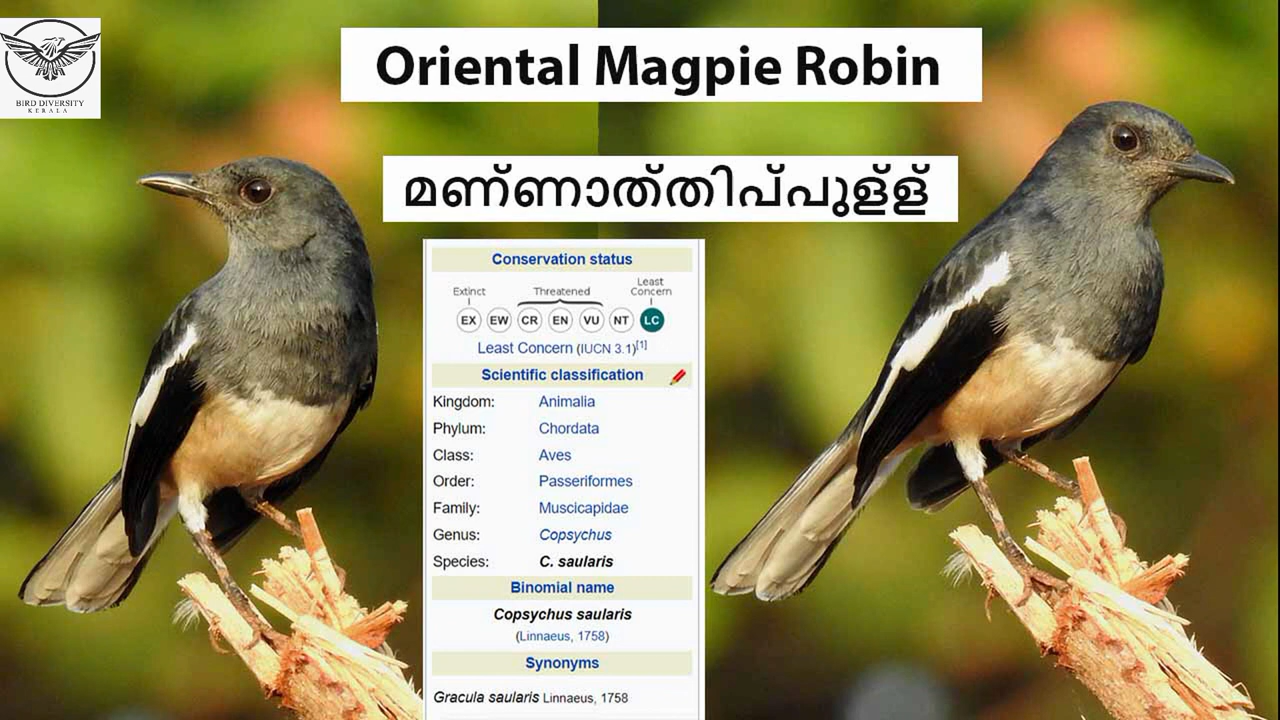 BIRD DIVERSITY
KERALA
Oriental Magpie Robin
മണ്ണാത്തിപ്പുള്ള്
Conservation status
Extinct Threatened Least Concern
EX EW CR EN VU NT LC
Least Concern (IUCN 3.1)[1]
Scientific classification
Kingdom: Animalia
Phylum: Chordata
Class: Aves
Order: Passeriformes
Family: Muscicapidae
Genus: Copsychus
Species: C. saularis
Binomial name
Copsychus saularis
(Linnaeus, 1758)
Synonyms
Gracula saularis Linnaeus, 1758